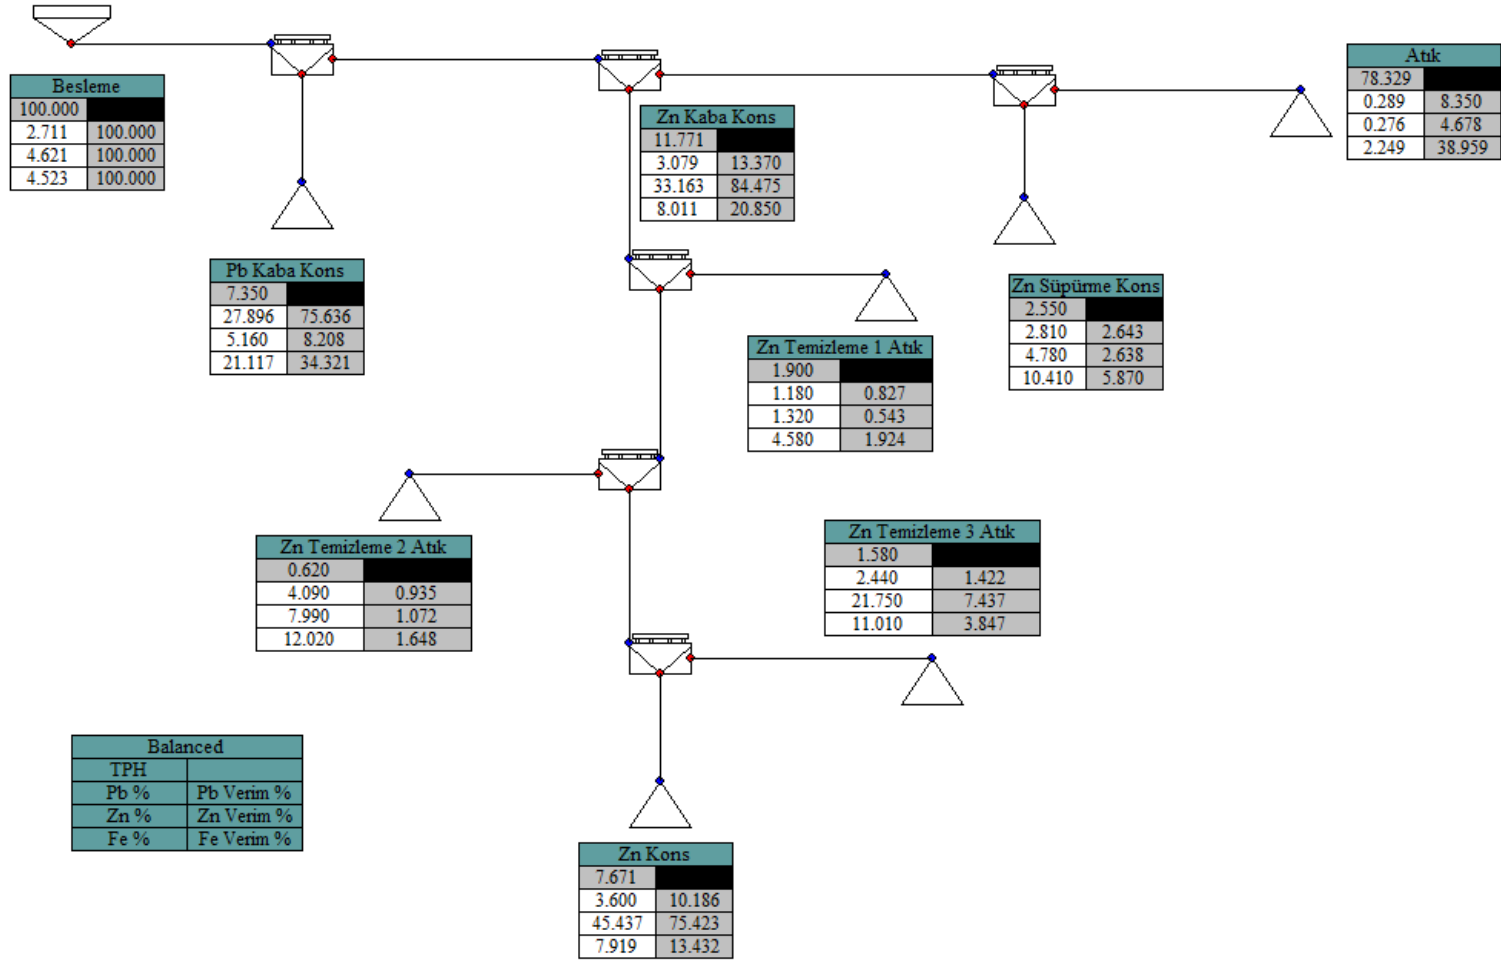 Besleme
100.000
2.711 100.000
4.621 100.000
4.523 100.000
Atık
78.329
0.289 8.350
0.276 4.678
2.249 38.959
Zn Kaba Kons
11.771
3.079 13.370
33.163 84.475
8.011 20.850
Pb Kaba Kons
7.350
27.896 75.636
5.160 8.208
21.117 34.321
Zn Süpürme Kons
2.550
2.810 2.643
4.780 2.638
10.410 5.870
Zn Temizleme 1 Atık
1.900
1.180 0.827
1.320 0.543
4.580 1.924
Zn Temizleme 2 Atık
0.620
4.090 0.935
7.990 1.072
12.020 1.648
Zn Temizleme 3 Atık
1.580
2.440 1.422
21.750 7.437
11.010 3.847
Balanced
TPH
Pb % Pb Verim %
Zn % Zn Verim %
Fe % Fe Verim %
Zn Kons
7.671
3.600 10.186
45.437 75.423
7.919 13.432